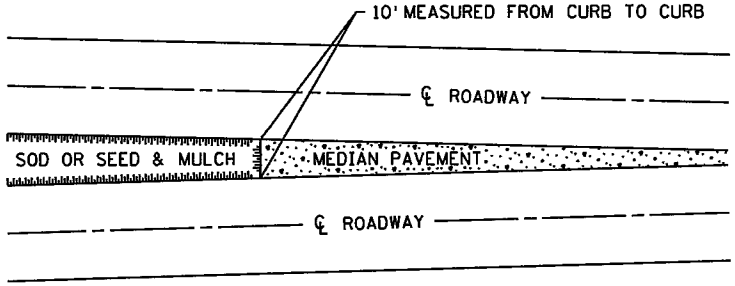 10' MEASURED FROM CURB TO CURB
℄ ROADWAY
SOD OR SEED & MULCH
MEDIAN PAVEMENT
℄ ROADWAY